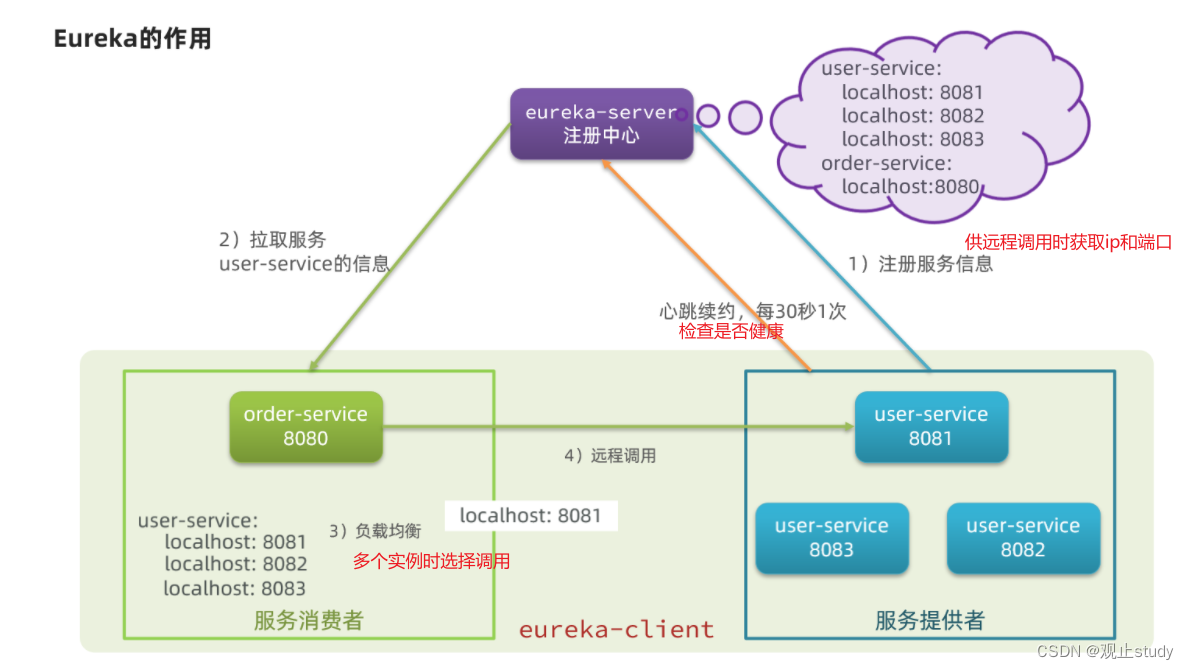 Eureka的作用
eureka-server
注册中心
user-service:
localhost: 8081
localhost: 8082
localhost: 8083
order-service:
localhost:8080
供远程调用时获取ip和端口
2）拉取服务
user-service的信息
1）注册服务信息
心跳续约，每30秒1次
检查是否健康
order-service
8080
user-service
8081
4）远程调用
localhost: 8081
user-service:
localhost: 8081
localhost: 8082
localhost: 8083
3）负载均衡
多个实例时选择调用
user-service
8083
user-service
8082
服务消费者
eureka-client
服务提供者
CSDN @观止study